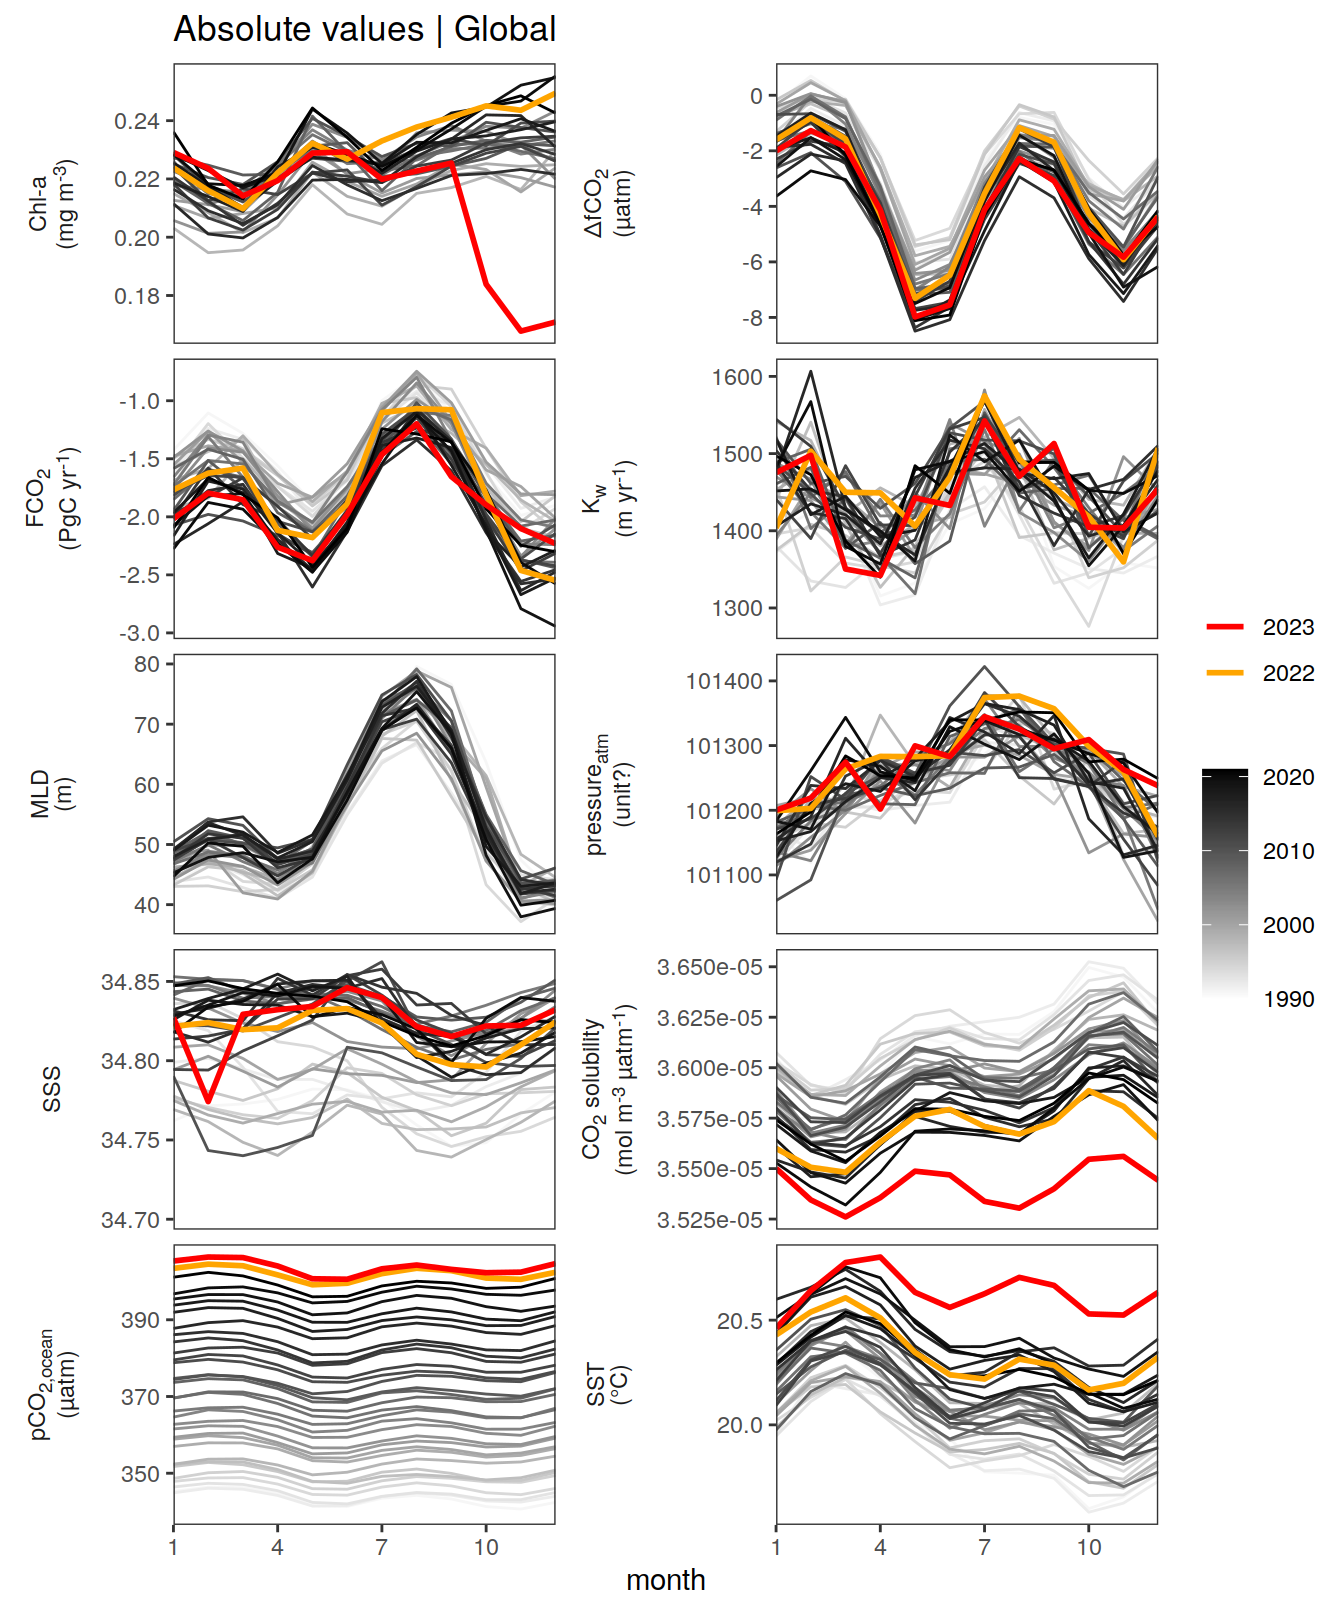 Absolute values | Global
Chl-a
(mg m⁻³)
0.24
0.22
0.20
0.18
ΔfCO₂
(µatm)
0
-2
-4
-6
-8
FCO₂
(PgC yr⁻¹)
-1.0
-1.5
-2.0
-2.5
-3.0
K_w
(m yr⁻¹)
1600
1500
1400
1300
MLD
(m)
80
70
60
50
40
pressure_atm
(unit?)
101400
101300
101200
101100
SSS
34.85
34.80
34.75
34.70
CO₂ solubility
(mol m⁻³ µatm⁻¹)
3.650e-05
3.625e-05
3.600e-05
3.575e-05
3.550e-05
3.525e-05
pCO₂,ocean
(µatm)
390
370
350
1 4 7 10
SST
(°C)
20.5
20.0
1 4 7 10
month
2023
2022
2020
2010
2000
1990